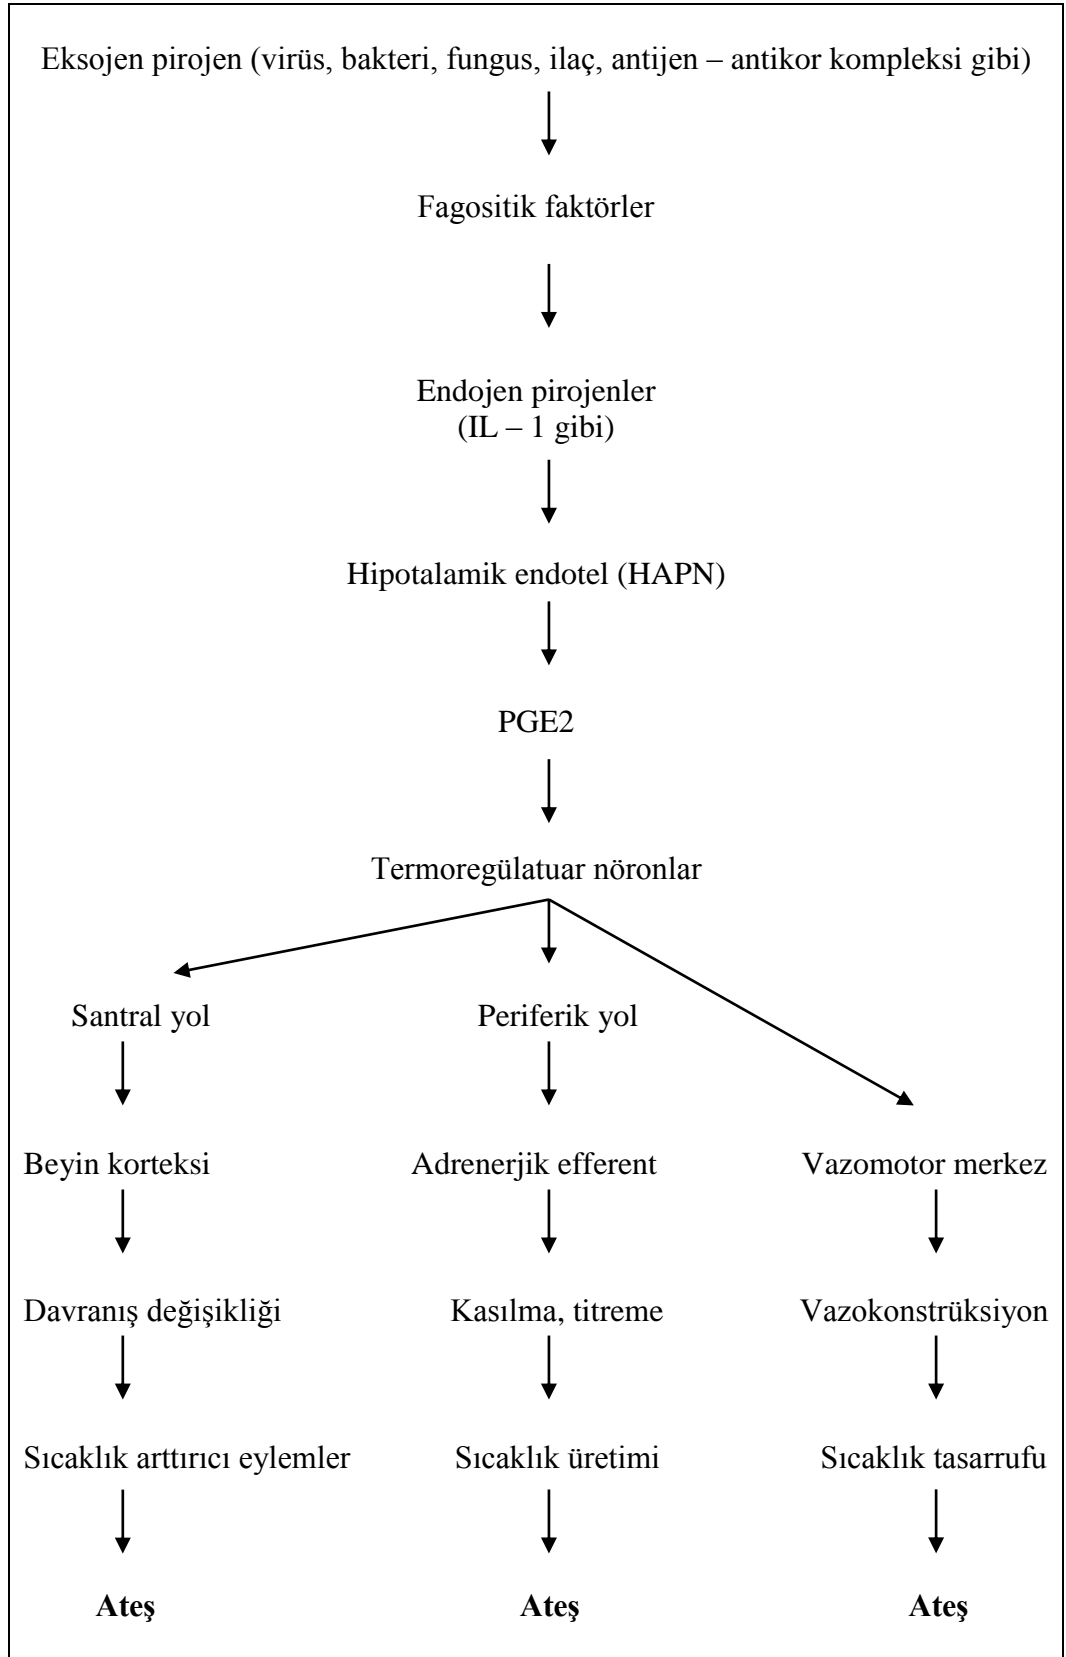 Eksojen pirojen (virüs, bakteri, fungus, ilaç, antijen – antikor kompleksi gibi)
Fagositik faktörler
Endojen pirojenler
(IL – 1 gibi)
Hipotalamik endotel (HAPN)
PGE2
Termoregülatuar nöronlar
Santral yol
Periferik yol
Beyin korteksi
Adrenerjik efferent
Vazomotor merkez
Davranış değişikliği
Kasılma, titreme
Vazokonstrüksiyon
Sıcaklık arttırıcı eylemler
Sıcaklık üretimi
Sıcaklık tasarrufu
Ateş
Ateş
Ateş